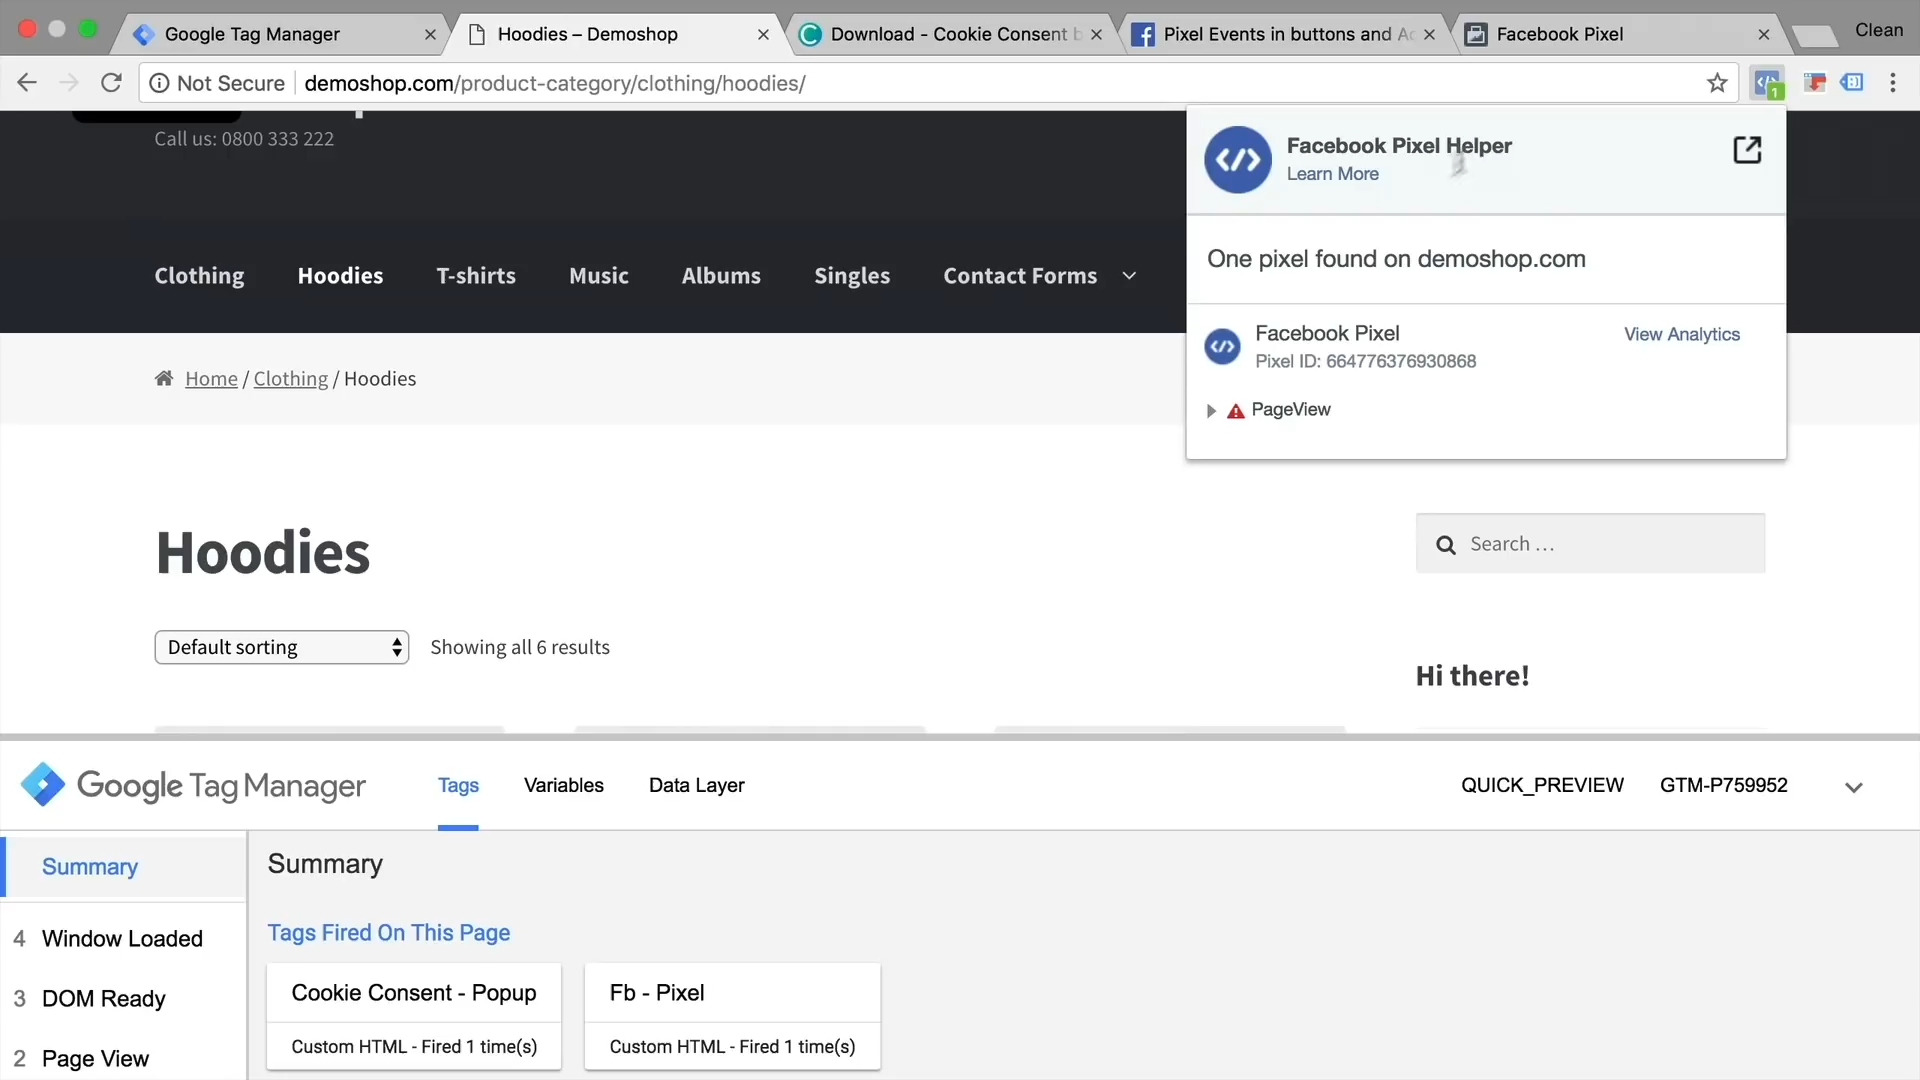 Google Tag Manager
Hoodies – Demoshop
Download - Cookie Consent b
Pixel Events in buttons and Ac
Facebook Pixel
Clean
Not Secure
demoshop.com/product-category/clothing/hoodies/
1
Call us: 0800 333 222
Clothing
Hoodies
T-shirts
Music
Albums
Singles
Contact Forms
Facebook Pixel Helper
Learn More
One pixel found on demoshop.com
Facebook Pixel
View Analytics
Pixel ID: 664776376930868
PageView
Home / Clothing / Hoodies
Hoodies
Search …
Default sorting
Showing all 6 results
Hi there!
Google Tag Manager
Tags
Variables
Data Layer
QUICK_PREVIEW
GTM-P759952
Summary
4 Window Loaded
3 DOM Ready
2 Page View
Summary
Tags Fired On This Page
Cookie Consent - Popup
Custom HTML - Fired 1 time(s)
Fb - Pixel
Custom HTML - Fired 1 time(s)